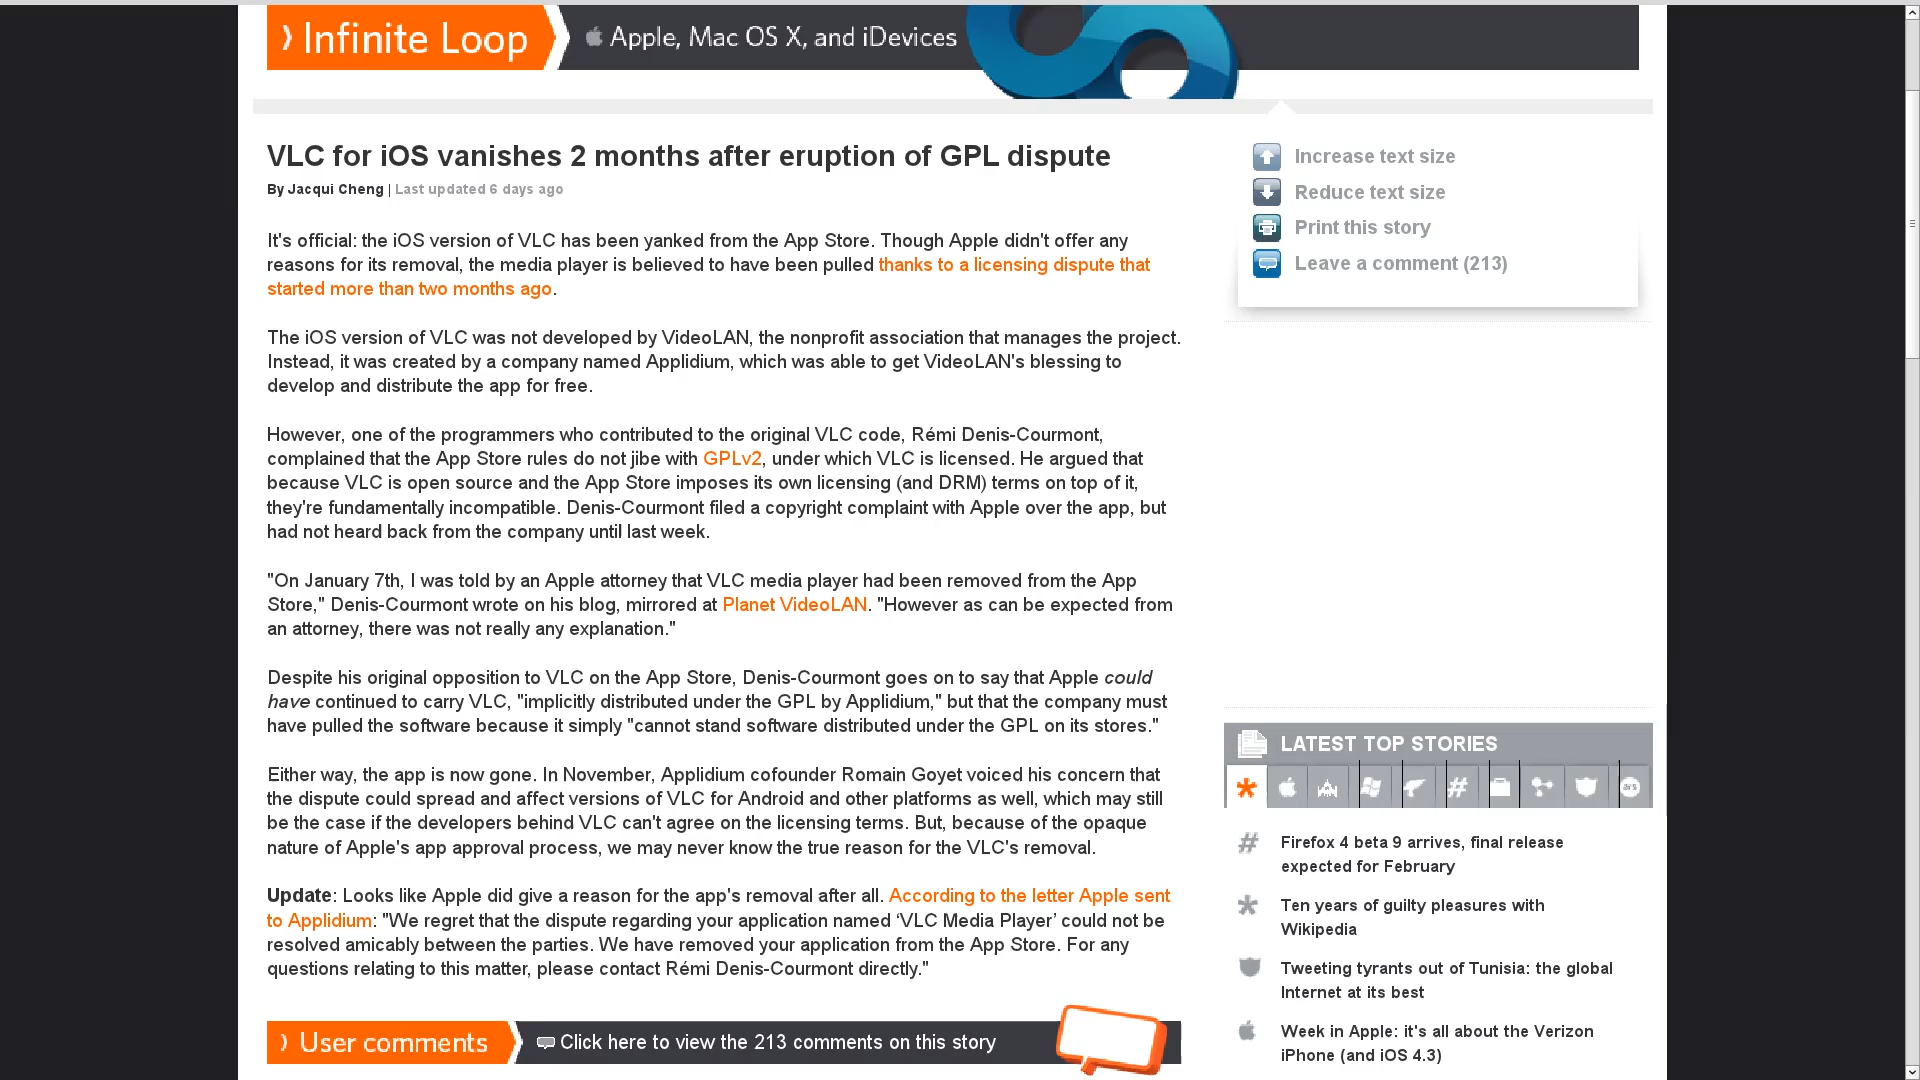 Infinite Loop
Apple, Mac OS X, and iDevices
VLC for iOS vanishes 2 months after eruption of GPL dispute
By Jacqui Cheng | Last updated 6 days ago
It's official: the iOS version of VLC has been yanked from the App Store. Though Apple didn't offer any
reasons for its removal, the media player is believed to have been pulled thanks to a licensing dispute that
started more than two months ago.
The iOS version of VLC was not developed by VideoLAN, the nonprofit association that manages the project.
Instead, it was created by a company named Applidium, which was able to get VideoLAN's blessing to
develop and distribute the app for free.
However, one of the programmers who contributed to the original VLC code, Rémi Denis-Courmont,
complained that the App Store rules do not jibe with GPLv2, under which VLC is licensed. He argued that
because VLC is open source and the App Store imposes its own licensing (and DRM) terms on top of it,
they're fundamentally incompatible. Denis-Courmont filed a copyright complaint with Apple over the app, but
had not heard back from the company until last week.
"On January 7th, I was told by an Apple attorney that VLC media player had been removed from the App
Store," Denis-Courmont wrote on his blog, mirrored at Planet VideoLAN. "However as can be expected from
an attorney, there was not really any explanation."
Despite his original opposition to VLC on the App Store, Denis-Courmont goes on to say that Apple could
have continued to carry VLC, "implicitly distributed under the GPL by Applidium," but that the company must
have pulled the software because it simply "cannot stand software distributed under the GPL on its stores."
Either way, the app is now gone. In November, Applidium cofounder Romain Goyet voiced his concern that
the dispute could spread and affect versions of VLC for Android and other platforms as well, which may still
be the case if the developers behind VLC can't agree on the licensing terms. But, because of the opaque
nature of Apple's app approval process, we may never know the true reason for the VLC's removal.
Update: Looks like Apple did give a reason for the app's removal after all. According to the letter Apple sent
to Applidium: "We regret that the dispute regarding your application named ‘VLC Media Player’ could not be
resolved amicably between the parties. We have removed your application from the App Store. For any
questions relating to this matter, please contact Rémi Denis-Courmont directly."
User comments
Click here to view the 213 comments on this story
Increase text size
Reduce text size
Print this story
Leave a comment (213)
LATEST TOP STORIES
Firefox 4 beta 9 arrives, final release
expected for February
Ten years of guilty pleasures with
Wikipedia
Tweeting tyrants out of Tunisia: the global
Internet at its best
Week in Apple: it's all about the Verizon
iPhone (and iOS 4.3)